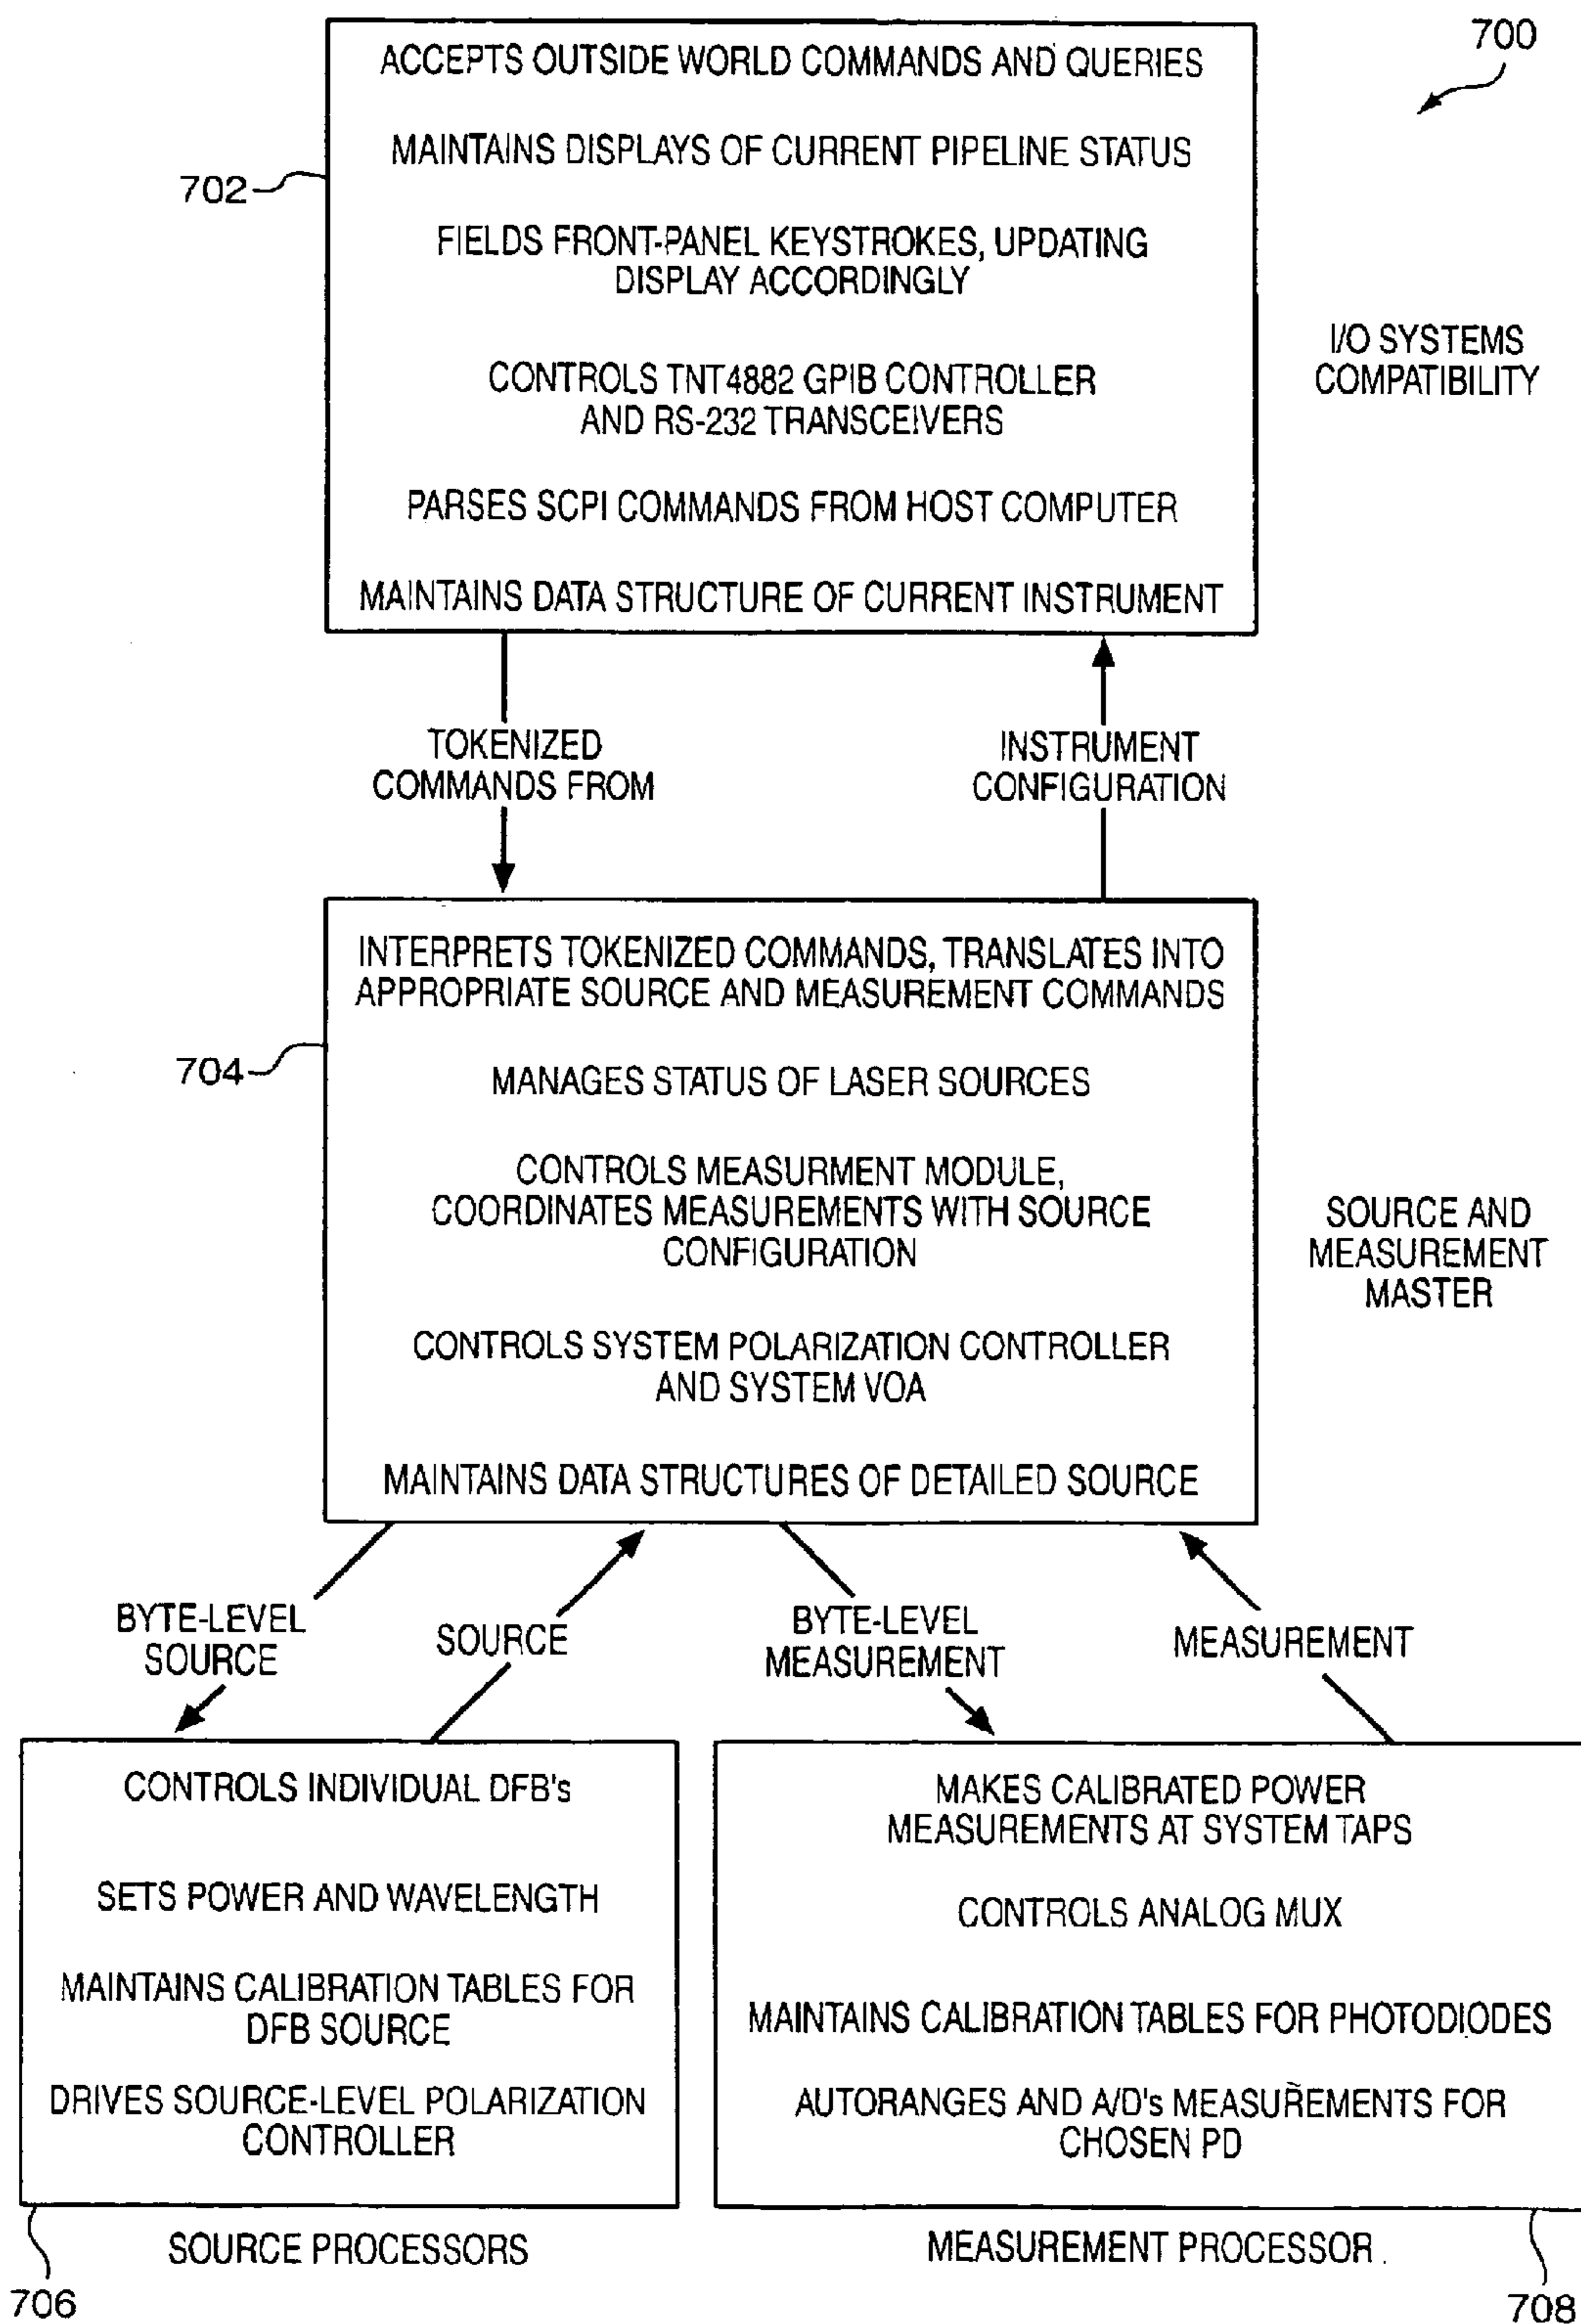 700
ACCEPTS OUTSIDE WORLD COMMANDS AND QUERIES
MAINTAINS DISPLAYS OF CURRENT PIPELINE STATUS
702
FIELDS FRONT-PANEL KEYSTROKES, UPDATING
DISPLAY ACCORDINGLY
I/O SYSTEMS
COMPATIBILITY
CONTROLS TNT4882 GPIB CONTROLLER
AND RS-232 TRANSCEIVERS
PARSES SCPI COMMANDS FROM HOST COMPUTER
MAINTAINS DATA STRUCTURE OF CURRENT INSTRUMENT
TOKENIZED
COMMANDS FROM
INSTRUMENT
CONFIGURATION
INTERPRETS TOKENIZED COMMANDS, TRANSLATES INTO
APPROPRIATE SOURCE AND MEASUREMENT COMMANDS
704
MANAGES STATUS OF LASER SOURCES
CONTROLS MEASURMENT MODULE,
COORDINATES MEASUREMENTS WITH SOURCE
CONFIGURATION
SOURCE AND
MEASUREMENT
MASTER
CONTROLS SYSTEM POLARIZATION CONTROLLER
AND SYSTEM VOA
MAINTAINS DATA STRUCTURES OF DETAILED SOURCE
BYTE-LEVEL
SOURCE
SOURCE
BYTE-LEVEL
MEASUREMENT
MEASUREMENT
CONTROLS INDIVIDUAL DFB's
SETS POWER AND WAVELENGTH
MAINTAINS CALIBRATION TABLES FOR
DFB SOURCE
DRIVES SOURCE-LEVEL POLARIZATION
CONTROLLER
SOURCE PROCESSORS
706
MAKES CALIBRATED POWER
MEASUREMENTS AT SYSTEM TAPS
CONTROLS ANALOG MUX
MAINTAINS CALIBRATION TABLES FOR PHOTODIODES
AUTORANGES AND A/D's MEASUREMENTS FOR
CHOSEN PD
MEASUREMENT PROCESSOR
708